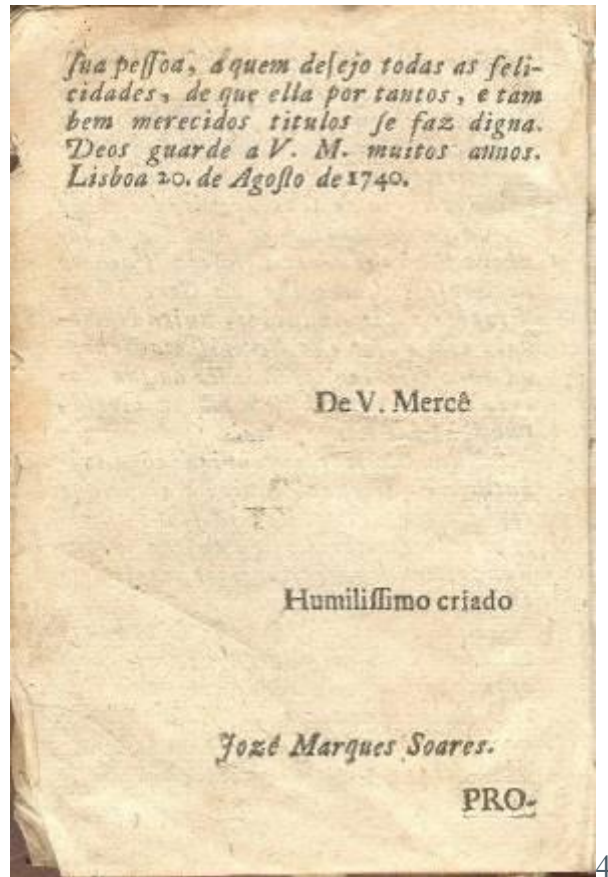 ſua peſſoa, a quem deſejo todas as feli-
cidades, de que ella por tantos, e tam
bem merecidos titulos ſe faz digna.
Deos guarde a V. M. muitos annos.
Lisboa 20. de Agoſto de 1740.
De V. Mercê
Humiliſſimo criado
Jozé Marques Soares.
PRO-
4